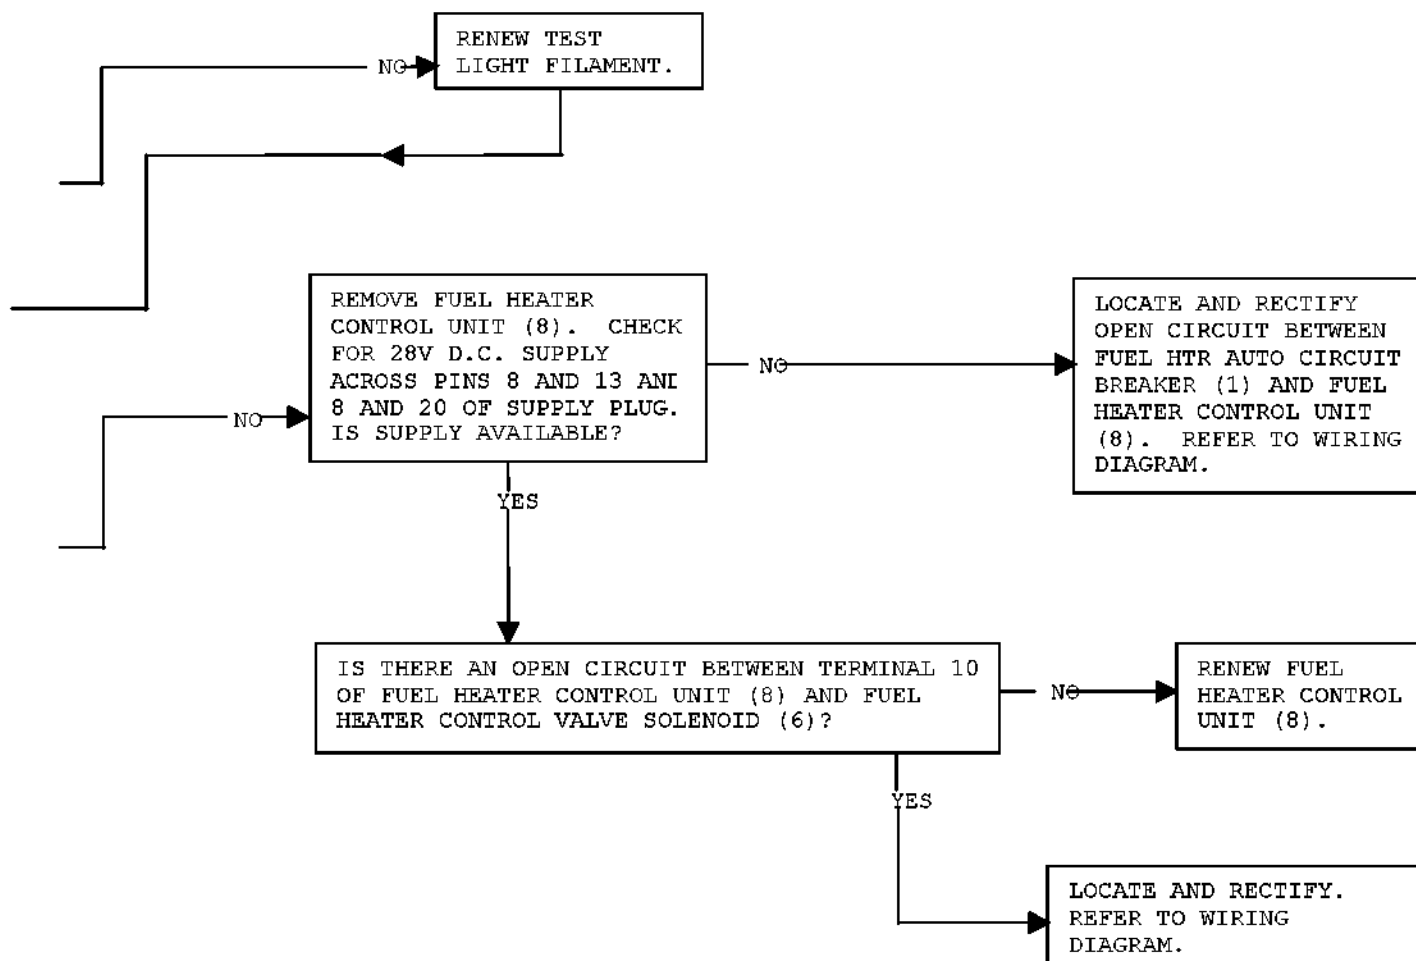 RENEW TEST
LIGHT FILAMENT.
NO
REMOVE FUEL HEATER
CONTROL UNIT (8). CHECK
FOR 28V D.C. SUPPLY
ACROSS PINS 8 AND 13 AND
8 AND 20 OF SUPPLY PLUG.
IS SUPPLY AVAILABLE?
NO
NO
LOCATE AND RECTIFY
OPEN CIRCUIT BETWEEN
FUEL HTR AUTO CIRCUIT
BREAKER (1) AND FUEL
HEATER CONTROL UNIT
(8). REFER TO WIRING
DIAGRAM.
YES
IS THERE AN OPEN CIRCUIT BETWEEN TERMINAL 10
OF FUEL HEATER CONTROL UNIT (8) AND FUEL
HEATER CONTROL VALVE SOLENOID (6)?
NO
RENEW FUEL
HEATER CONTROL
UNIT (8).
YES
LOCATE AND RECTIFY.
REFER TO WIRING
DIAGRAM.